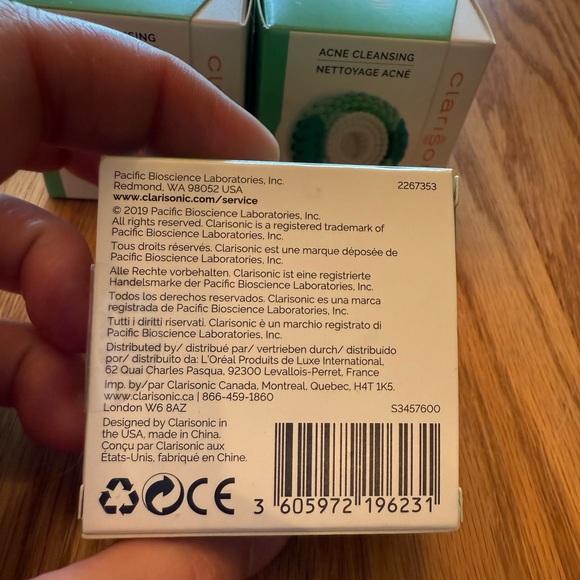 SING
ACNE CLEANSING
NETTOYAGE ACNÉ
clariso
Pacific Bioscience Laboratories, Inc.
Redmond, WA 98052 USA
2267353
www.clarisonic.com/service
© 2019 Pacific Bioscience Laboratories, Inc.
All rights reserved. Clarisonic is a registered trademark of
Pacific Bioscience Laboratories, Inc.
Tous droits réservés. Clarisonic est une marque déposée de
Pacific Bioscience Laboratories, Inc.
Alle Rechte vorbehalten. Clarisonic ist eine registrierte
Handelsmarke der Pacific Bioscience Laboratories, Inc.
Todos los derechos reservados. Clarisonic es una marca
registrada de Pacific Bioscience Laboratories, Inc.
Tutti i diritti riservati. Clarisonic è un marchio registrato di
Pacific Bioscience Laboratories, Inc.
Distributed by/ distribué par/ vertrieben durch/ distribuido
por/ distribuito da: L'Oréal Produits de Luxe International,
62 Quai Charles Pasqua, 92300 Levallois-Perret, France
Imp. by/par Clarisonic Canada, Montreal, Quebec, H4T 1K5.
www.clarisonic.ca | 866-459-1860
London W6 8AZ
S3457600
Designed by Clarisonic in
the USA, made in China.
Conçu par Clarisonic aux
États-Unis, fabriqué en Chine.
CE
3 605972 196231